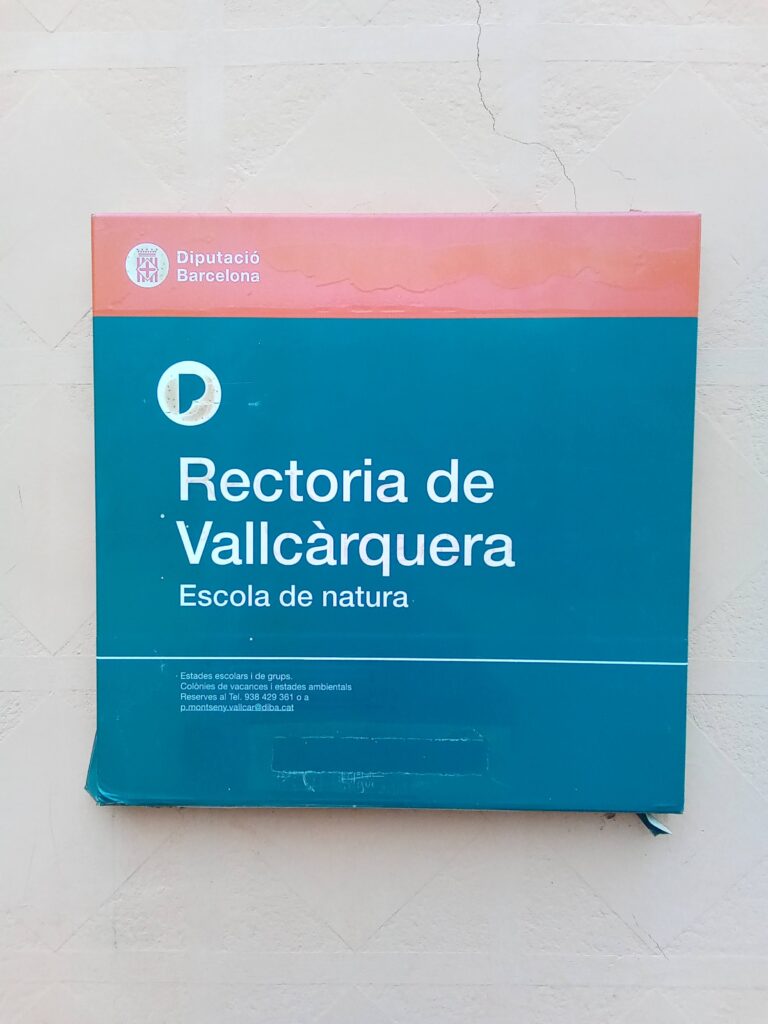 Diputació
Barcelona
Rectoria de
Vallcàrquera
Escola de natura
Estades escolars i de grups.
Colònies de vacances i estades ambientals
Reserves al Tel. 938 429 361 o a
p.montseny.vallcar@diba.cat